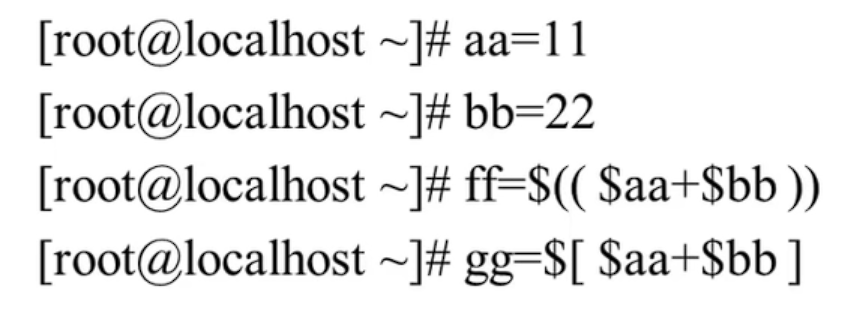 [root@localhost ~]# aa=11
[root@localhost ~]# bb=22
[root@localhost ~]# ff=$(( $aa+$bb ))
[root@localhost ~]# gg=$[ $aa+$bb ]